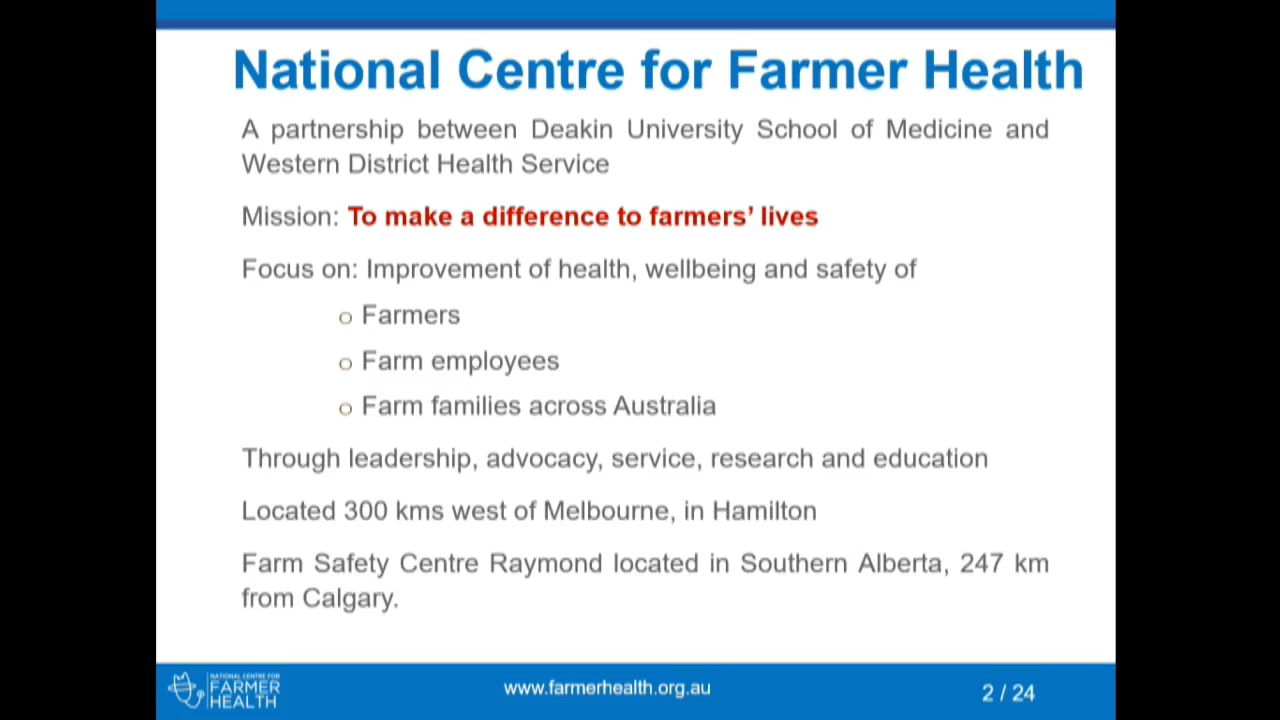 National Centre for Farmer Health
A partnership between Deakin University School of Medicine and
Western District Health Service
Mission: To make a difference to farmers’ lives
Focus on: Improvement of health, wellbeing and safety of
o Farmers
o Farm employees
o Farm families across Australia
Through leadership, advocacy, service, research and education
Located 300 kms west of Melbourne, in Hamilton
Farm Safety Centre Raymond located in Southern Alberta, 247 km
from Calgary.
NATIONAL CENTRE FOR
FARMER
HEALTH
www.farmerhealth.org.au
2 / 24